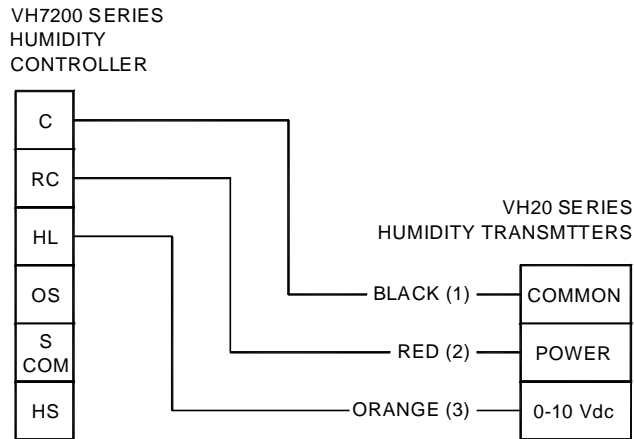 VH7200 SERIES
HUMIDITY
CONTROLLER
C
RC
HL
OS
S
COM
HS
VH20 SERIES
HUMIDITY TRANSMTTERS
BLACK (1)
COMMON
RED (2)
POWER
ORANGE (3)
0-10 Vdc